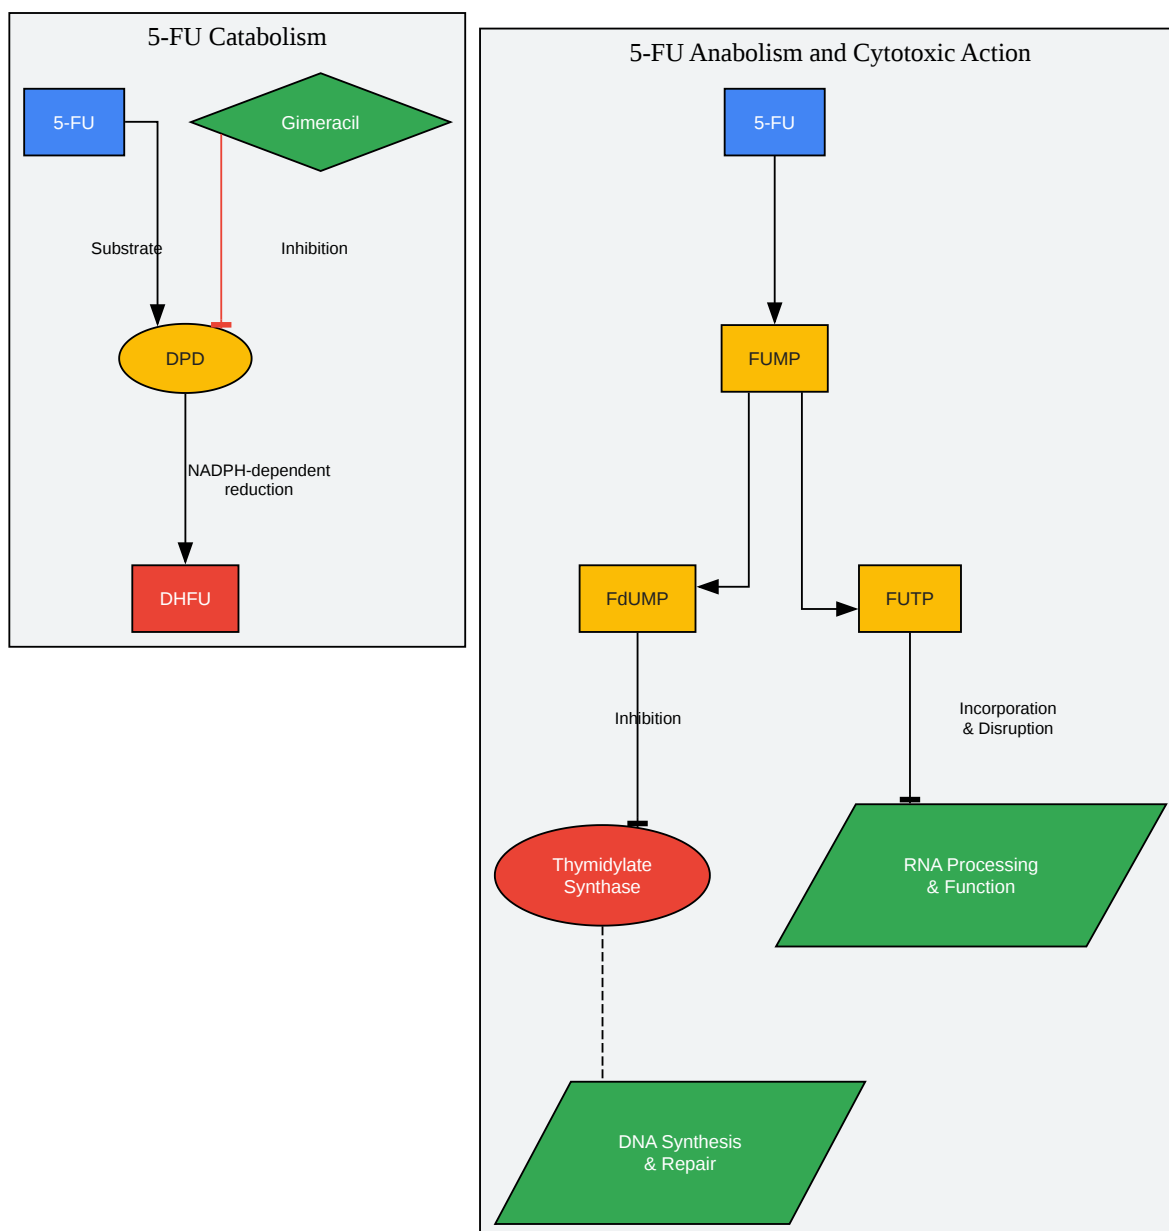 5-FU Catabolism
5-FU
Gimeracil
Substrate
Inhibition
DPD
NADPH-dependent
reduction
DHFU
5-FU Anabolism and Cytotoxic Action
5-FU
FUMP
FdUMP
FUTP
Inhibition
Incorporation
& Disruption
Thymidylate
Synthase
RNA Processing
& Function
DNA Synthesis
& Repair